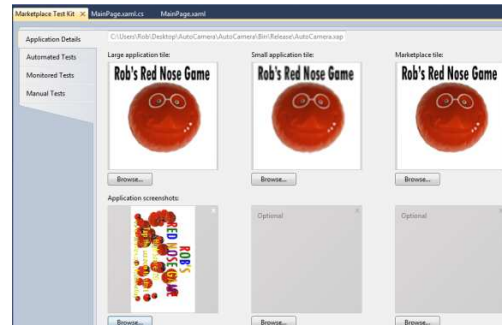 Marketplace Test Kit X MainPage.xaml.cs MainPage.xaml
Application Details
C:\Users\Rob\Desktop\AutoCamera\AutoCamera\Bin\Release\AutoCamera.xap
Automated Tests
Monitored Tests
Manual Tests
Large application tile: Small application tile: Marketplace tile:
Rob's Red Nose Game Rob's Red Nose Game Rob's Red Nose Game
Browse... Browse... Browse...
Application screenshots:
X Optional X Optional X
ROB'S
RED NOSE GAME
Browse... Browse... Browse...